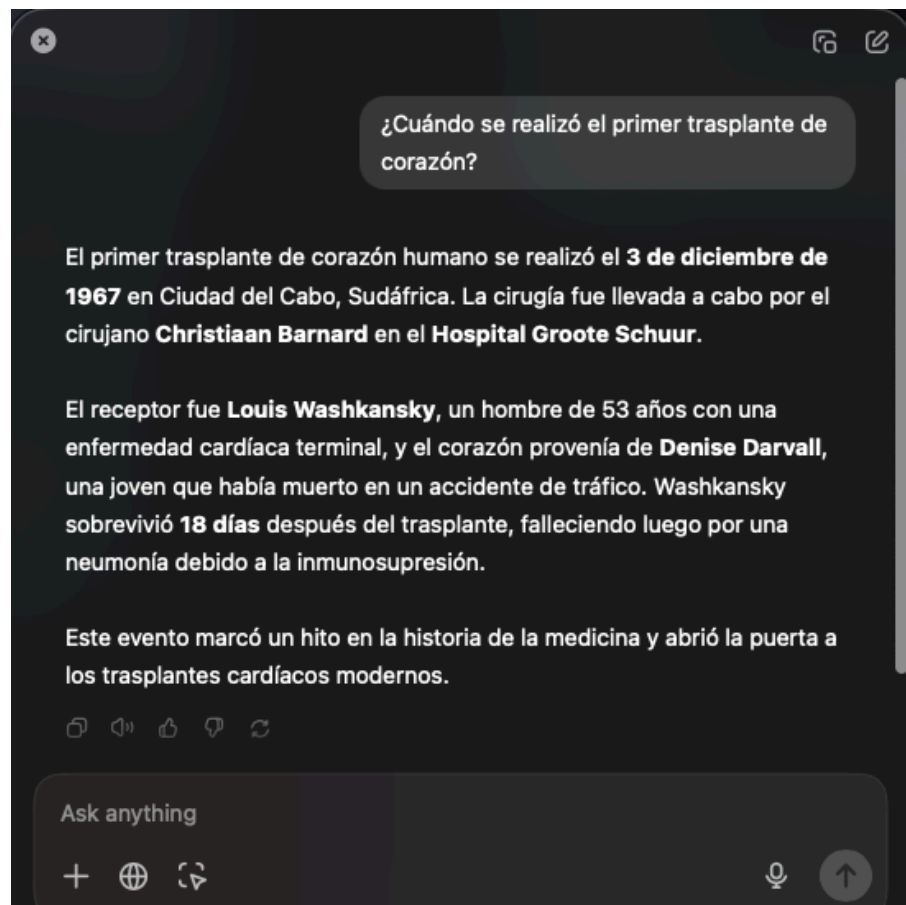 ¿Cuándo se realizó el primer trasplante de
corazón?
El primer trasplante de corazón humano se realizó el 3 de diciembre de
1967 en Ciudad del Cabo, Sudáfrica. La cirugía fue llevada a cabo por el
cirujano Christiaan Barnard en el Hospital Groote Schuur.
El receptor fue Louis Washkansky, un hombre de 53 años con una
enfermedad cardíaca terminal, y el corazón provenía de Denise Darvall,
una joven que había muerto en un accidente de tráfico. Washkansky
sobrevivió 18 días después del trasplante, falleciendo luego por una
neumonía debido a la inmunosupresión.
Este evento marcó un hito en la historia de la medicina y abrió la puerta a
los trasplantes cardíacos modernos.
Ask anything